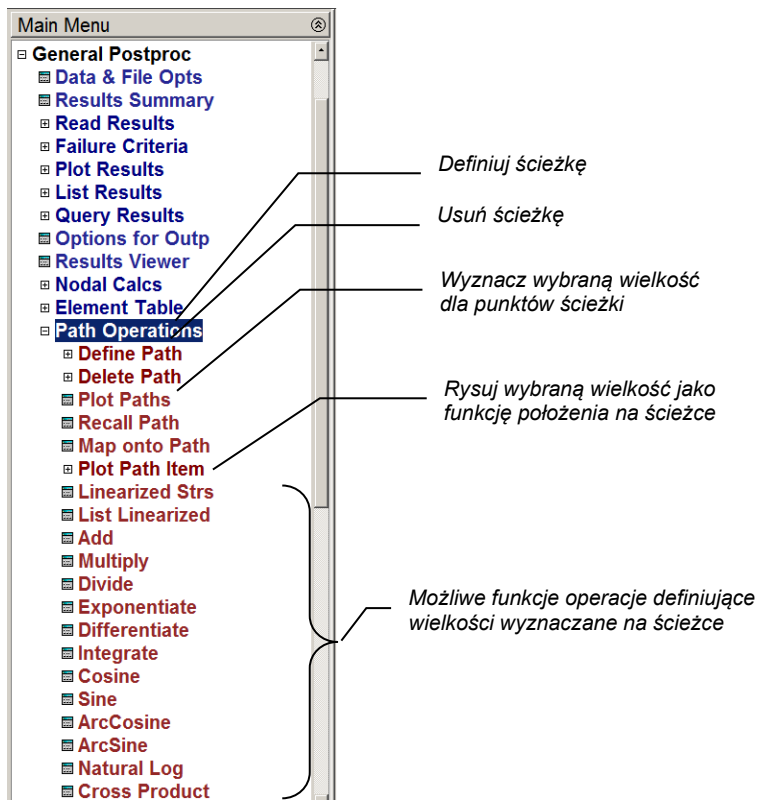 Main Menu
General Postproc
Data & File Opts
Results Summary
Read Results
Failure Criteria
Plot Results
List Results
Query Results
Options for Outp
Results Viewer
Nodal Calcs
Element Table
Path Operations
Define Path
Delete Path
Plot Paths
Recall Path
Map onto Path
Plot Path Item
Linearized Strs
List Linearized
Add
Multiply
Divide
Exponentiate
Differentiate
Integrate
Cosine
Sine
ArcCosine
ArcSine
Natural Log
Cross Product
Definiuj ścieżkę
Usuń ścieżkę
Wyznacz wybraną wielkość
dla punktów ścieżki
Rysuj wybraną wielkość jako
funkcję położenia na ścieżce
Możliwe funkcje operacje definiujące
wielkości wyznaczane na ścieżce